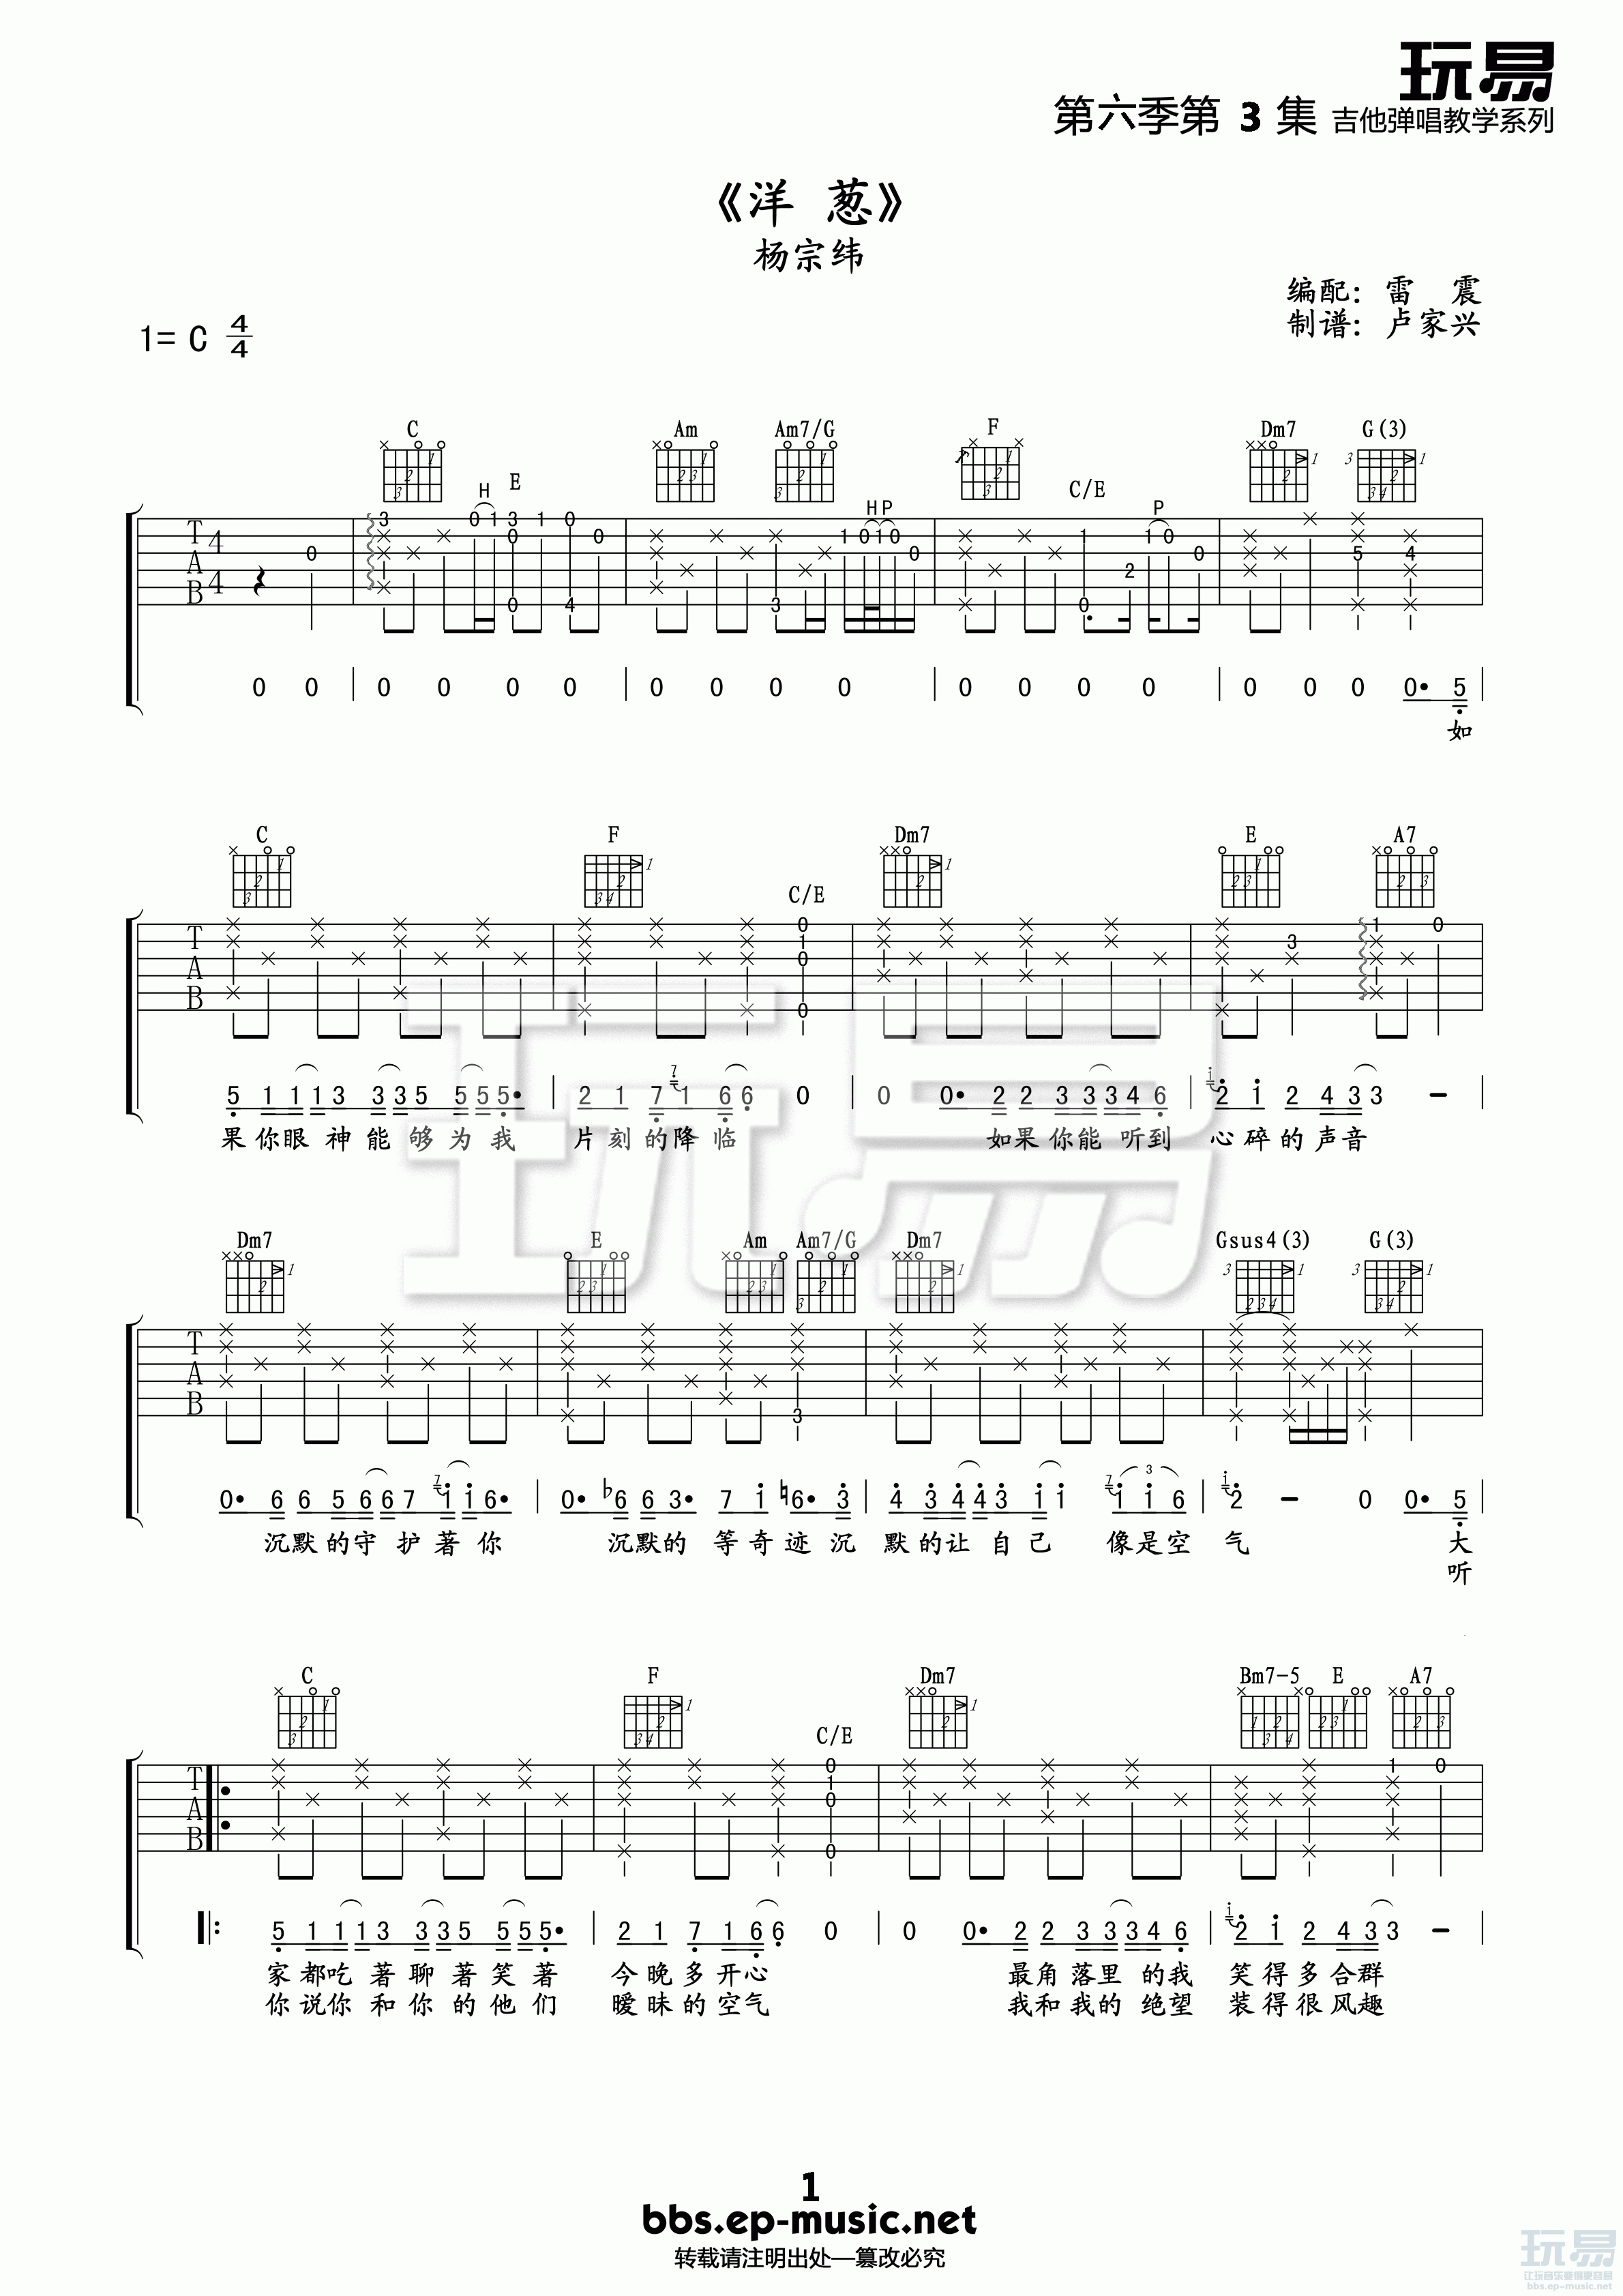 玩易
第六季第 3 集 吉他弹唱教学系列
《洋 葱》
杨宗纬
编配：雷 震
制谱：卢家兴
1= C 4/4
C E Am Am7/G F C/E Dm7 G(3)
H HP P
0 0 | 0 0 0 0 | 0 0 0 0 | 0 0 0 0 | 0 0 0 0• 5
如
C F C/E Dm7 E A7
5 1 1 1 3 3 3 5 5 5 5• | 2 1 7 1 6 6 0 | 0 0• 2 2 3 3 3 4 6 | 2 1 2 4 3 3 -
果你眼神能够为我 片刻的降临 如果你能听到 心碎的声音
Dm7 E Am Am7/G Dm7 Gsus4(3) G(3)
0• 6 6 5 6 6 7 1 1 6• | 0• ♭6 6 3• 7 1 ♮6• 3 | 4 3 4 4 3 1 1 1 1 6 | 2 - 0 0• 5
沉默的守护著你 沉默的等奇迹沉 默的让自己 像是空 气 大
听
C F C/E Dm7 Bm7-5 E A7
5 1 1 1 3 3 3 5 5 5 5• | 2 1 7 1 6 6 0 | 0 0• 2 2 3 3 3 4 6 | 2 1 2 4 3 3 -
家都吃著聊著笑著 今晚多开心 最角落里的我 笑得多合群
你说你和你的他们 暧昧的空气 我和我的绝望 装得很风趣
1
bbs.ep-music.net
转载请注明出处—篡改必究
玩易
bbs.ep-music.net